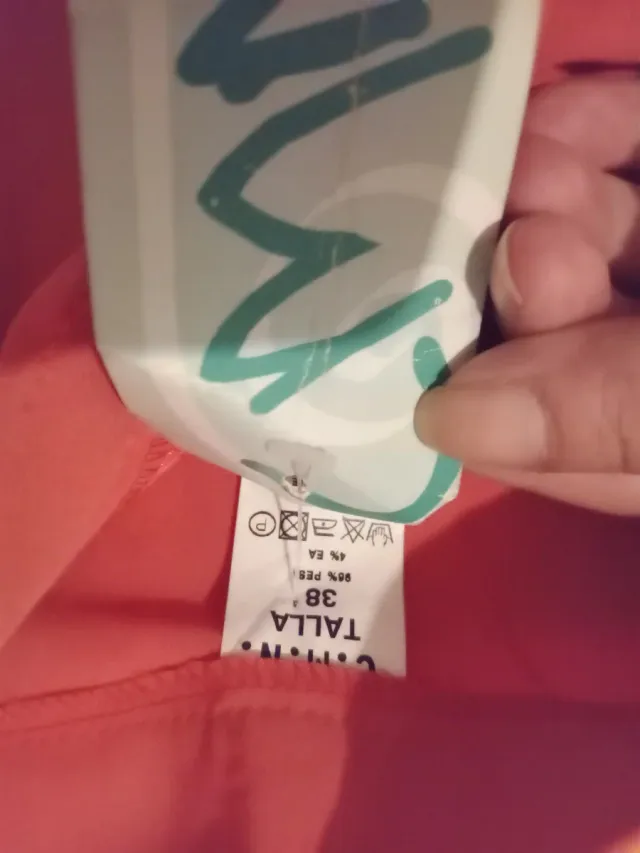 C.M.N.
TALLA
38
96% PES
4% EA
P